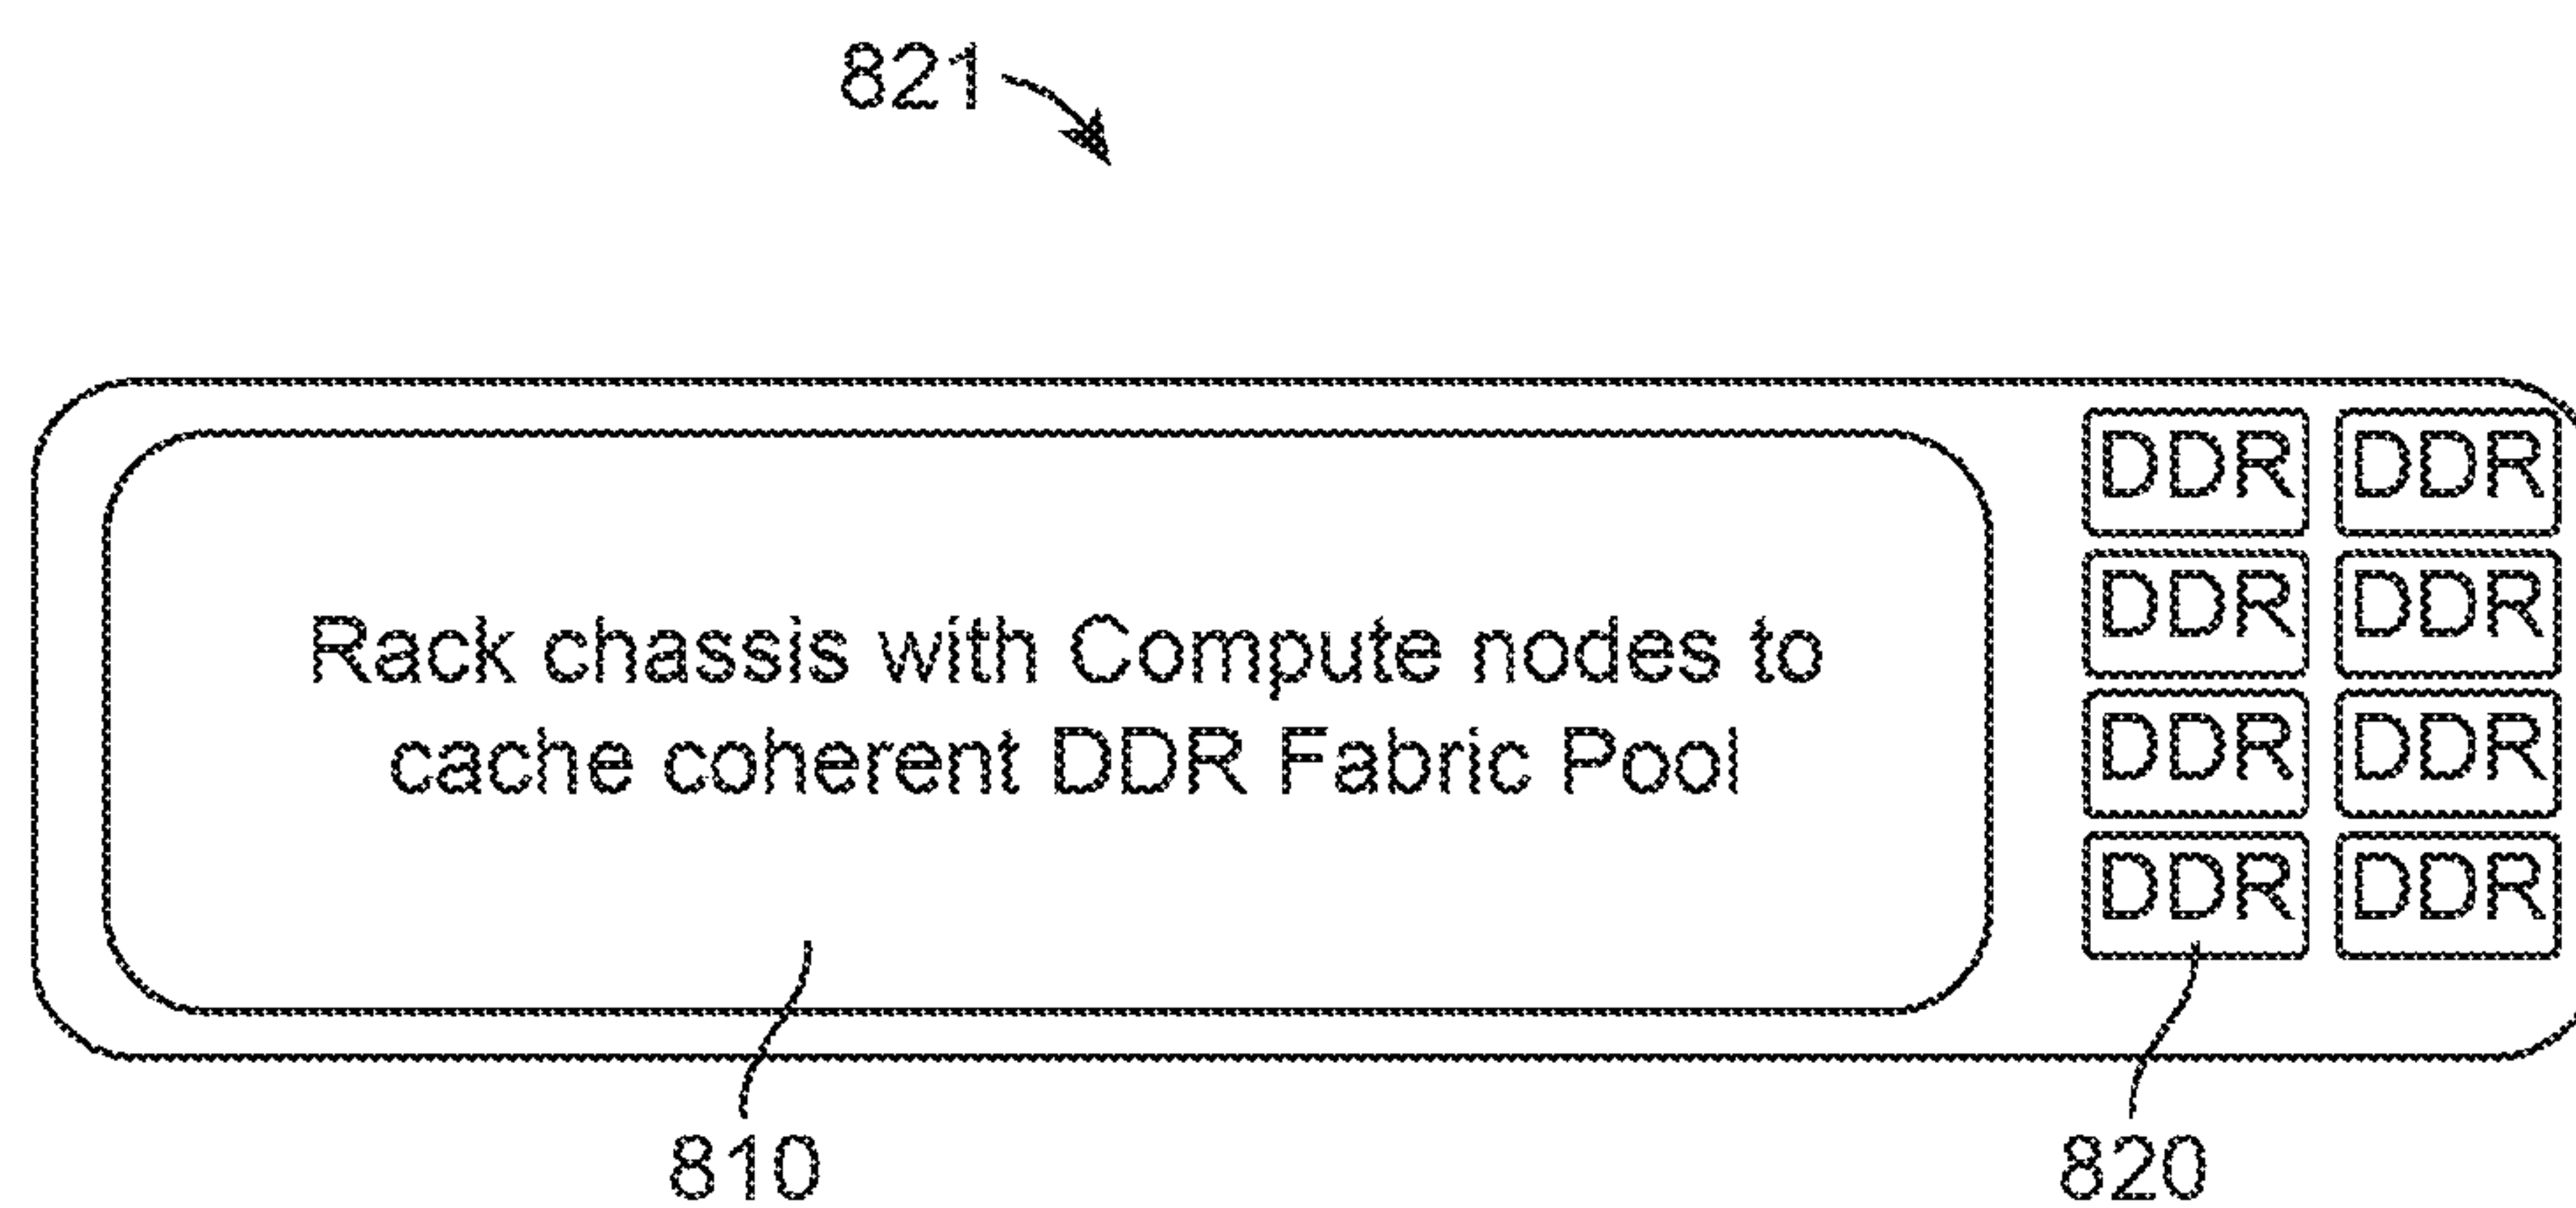 821
DDR DDR
DDR DDR
Rack chassis with Compute nodes to
cache coherent DDR Fabric Pool
DDR DDR
DDR DDR
810
820